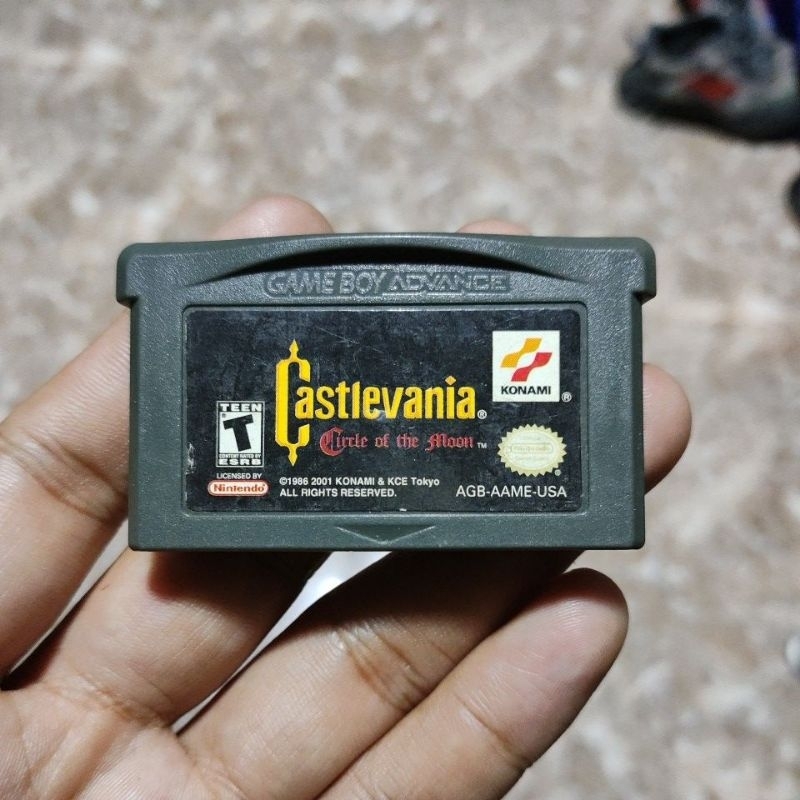 GAME BOY ADVANCE
KONAMI ®
Castlevania®
Circle of the Moon™
TEEN
T
CONTENT RATED BY
ESRB
LICENSED BY
Nintendo®
©1986 2001 KONAMI & KCE Tokyo
ALL RIGHTS RESERVED.
AGB-AAME-USA